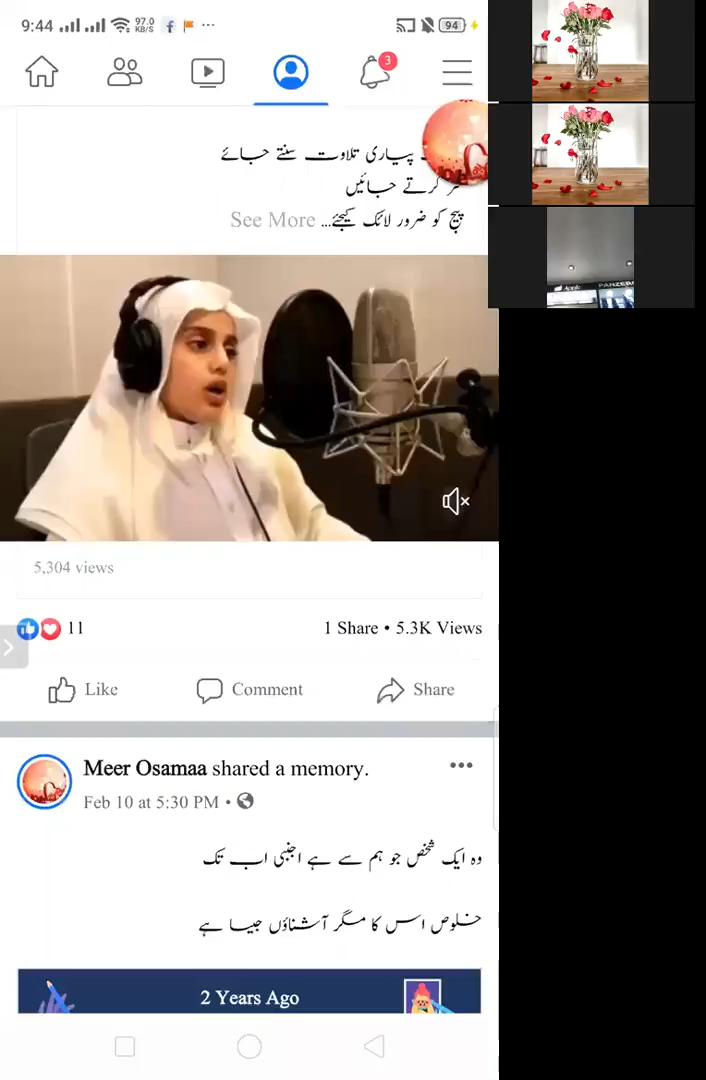 9:44
97.0
KB/S
94
3
پیاری تلاوت سنتے جائے
کرتے جائیں
پیج کو ضرور لائک کیجئے... See More
5,304 views
11
1 Share • 5.3K Views
Like
Comment
Share
Meer Osamaa shared a memory.
Feb 10 at 5:30 PM •
وہ ایک شخص جو ہم سے ہے اجنبی اب تک
خلوص اس کا مگر آشناؤں جیسا ہے
2 Years Ago
Apple